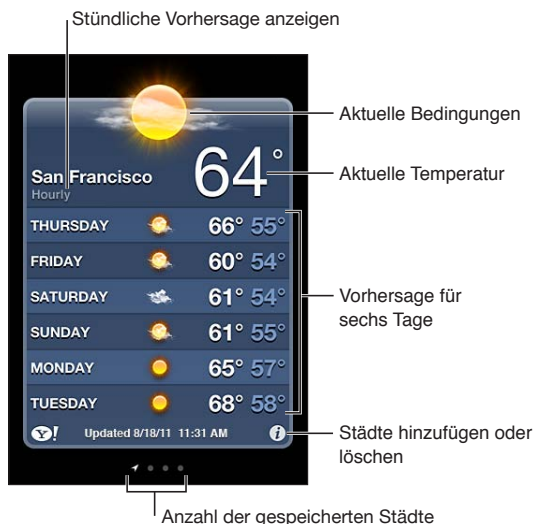 Stündliche Vorhersage anzeigen
Aktuelle Bedingungen
San Francisco
64°
Aktuelle Temperatur
Hourly
THURSDAY 66° 55°
FRIDAY 60° 54°
SATURDAY 61° 54°
Vorhersage für
sechs Tage
SUNDAY 61° 55°
MONDAY 65° 57°
TUESDAY 68° 58°
Y! Updated 8/18/11 11:31 AM i
Städte hinzufügen oder
löschen
Anzahl der gespeicherten Städte